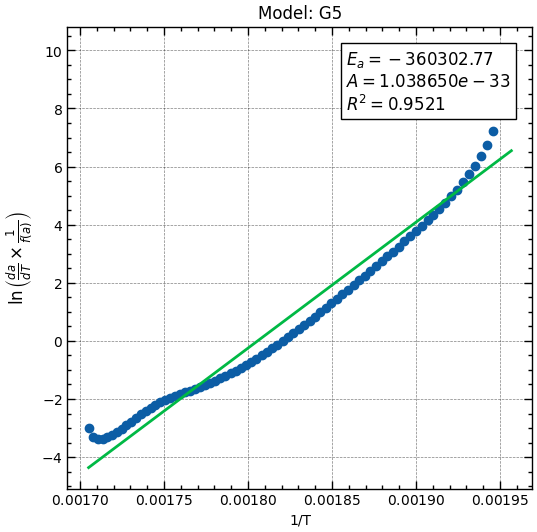 Model: G5
E_a = −360302.77
A = 1.038650e − 33
R^2 = 0.9521
10
8
6
4
2
0
−2
−4
ln(da/dT × 1/f(a))
0.00170 0.00175 0.00180 0.00185 0.00190 0.00195
1/T